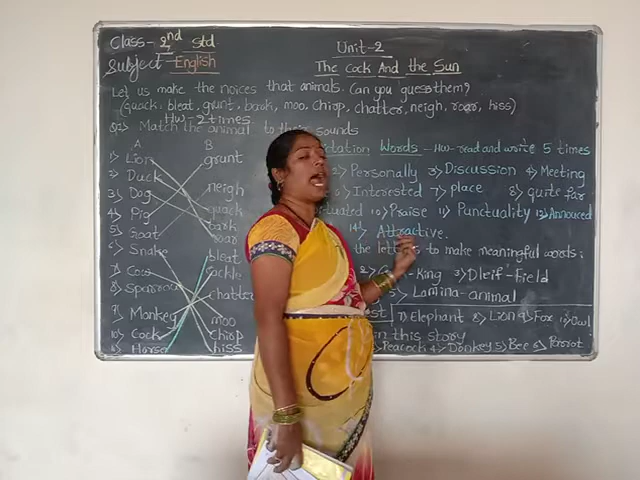 Class - 2nd Std
Unit-2
Subject - English
The Cock And the Sun
Let us make the noices that animals. Can you guess them?
(quack, bleat, grunt, bark, moo, chirp, chatter, neigh, roar, hiss)
HW - 2 times
Match the animal to their sounds
A B
1) Lion grunt
2) Duck neigh
3) Dog quack
4) Pig bark
5) Goat roar
6) Snake bleat
7) Cow cackle
8) Sparrow chatter
9) Monkey moo
10) Cock chirp
11) Horse hiss
Words - HW- read and write 5 times
2) Personally 3) Discussion 4) Meeting
Interested 7) place 8) quite far
10) Praise 11) Punctuality 12) Annouced
14) Attractive.
the letters to make meaningful words:
2) King 3) Dleif - Field
Lamina - animal
7) Elephant 8) Lion 9) Fox 10) Owl
in this story
Peacock 4) Donkey 5) Bee 6) Parrot